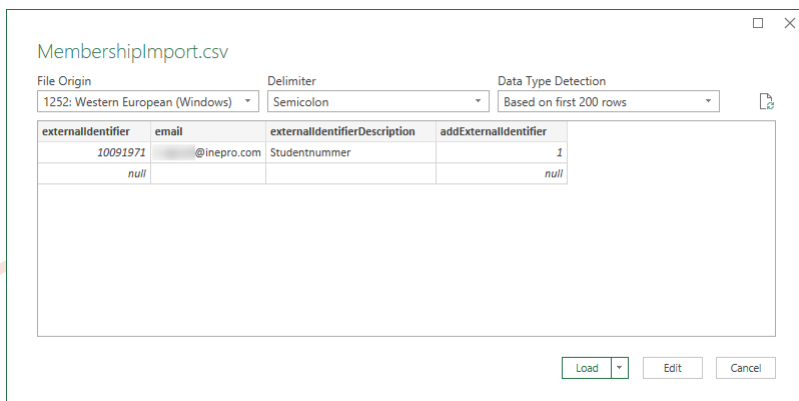 MembershipImport.csv
File Origin Delimiter Data Type Detection
1252: Western European (Windows) Semicolon Based on first 200 rows
externalIdentifier email externalIdentifierDescription addExternalIdentifier
10091971 @inepro.com Studentnummer 1
null null
Load Edit Cancel